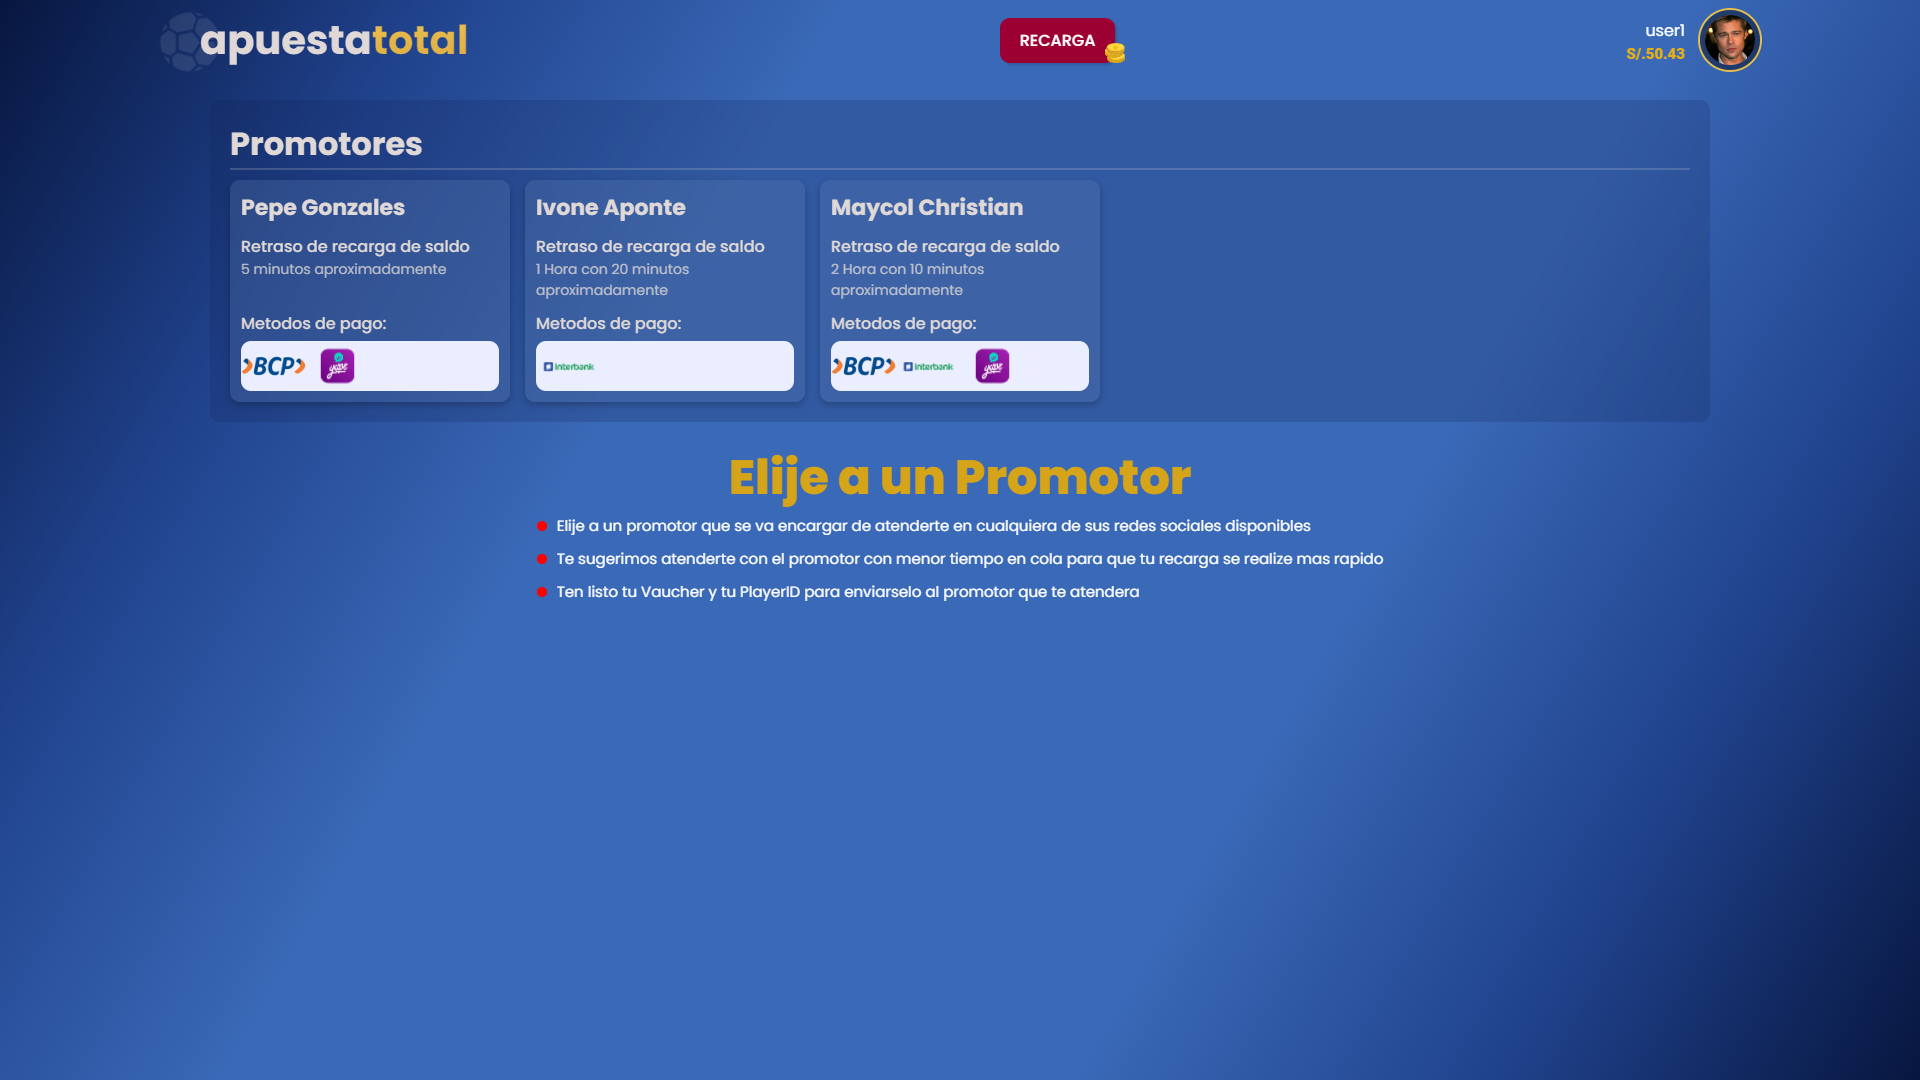 apuestatotal
RECARGA
user1
S/.50.43
Promotores
Pepe Gonzales
Retraso de recarga de saldo
5 minutos aproximadamente
Metodos de pago:
BCP yape
Ivone Aponte
Retraso de recarga de saldo
1 Hora con 20 minutos
aproximadamente
Metodos de pago:
Interbank
Maycol Christian
Retraso de recarga de saldo
2 Hora con 10 minutos
aproximadamente
Metodos de pago:
BCP Interbank yape
Elije a un Promotor
Elije a un promotor que se va encargar de atenderte en cualquiera de sus redes sociales disponibles
Te sugerimos atenderte con el promotor con menor tiempo en cola para que tu recarga se realize mas rapido
Ten listo tu Vaucher y tu PlayerID para enviarselo al promotor que te atendera